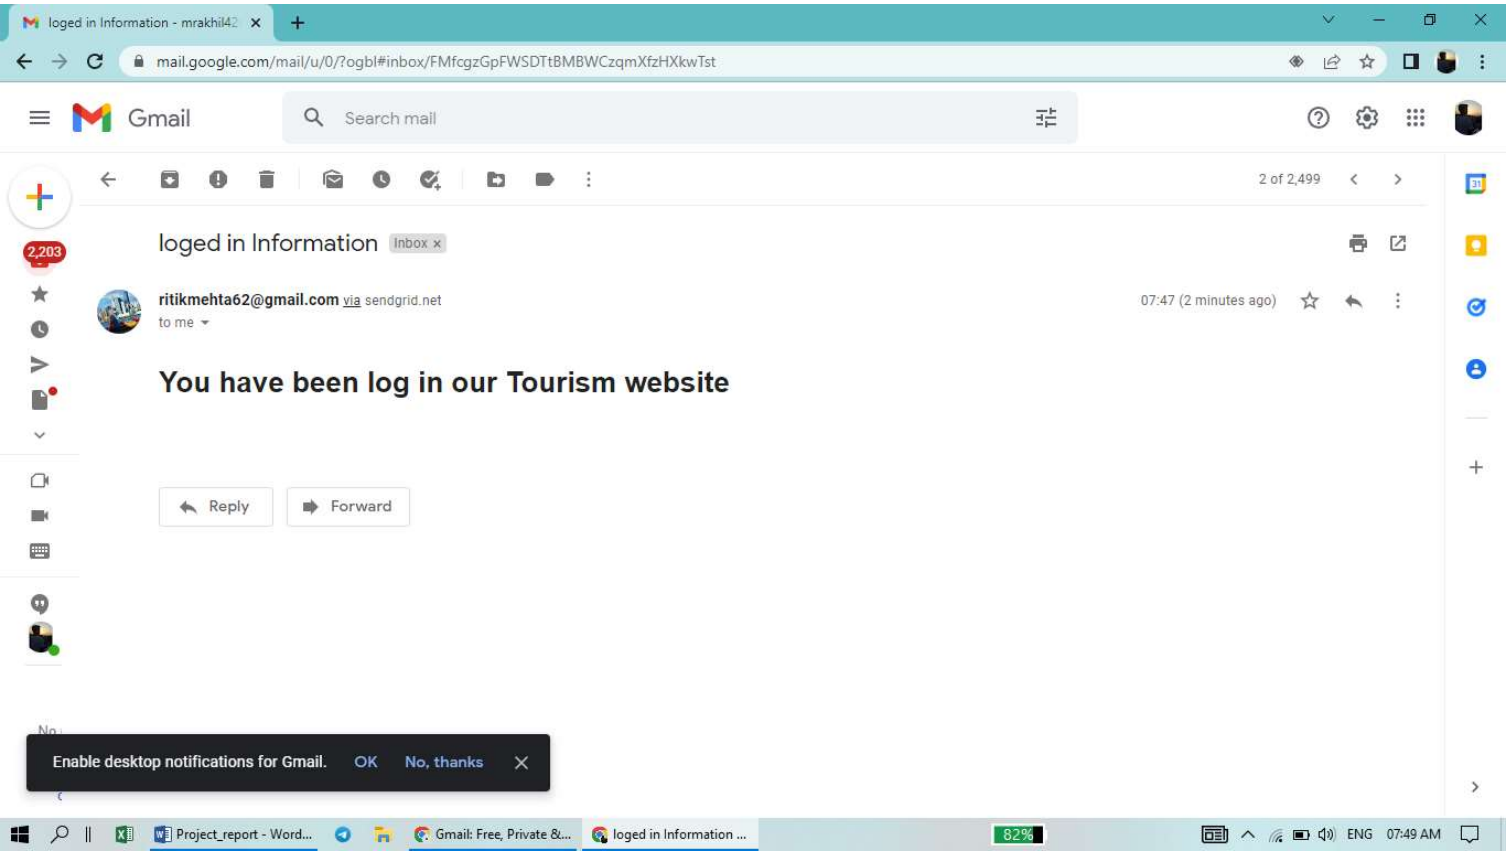 loged in Information - mrakhil42
mail.google.com/mail/u/0/?ogbl#inbox/FMfcgzGpFWSDTtBMBWCzqmXfzHXkwTst
Gmail
Search mail
2 of 2,499
31
2,203
loged in Information Inbox x
ritikmehta62@gmail.com via sendgrid.net
07:47 (2 minutes ago)
to me
You have been log in our Tourism website
Reply
Forward
No
Enable desktop notifications for Gmail. OK No, thanks
Project_report - Word...
Gmail: Free, Private &...
loged in Information ...
82%
ENG
07:49 AM